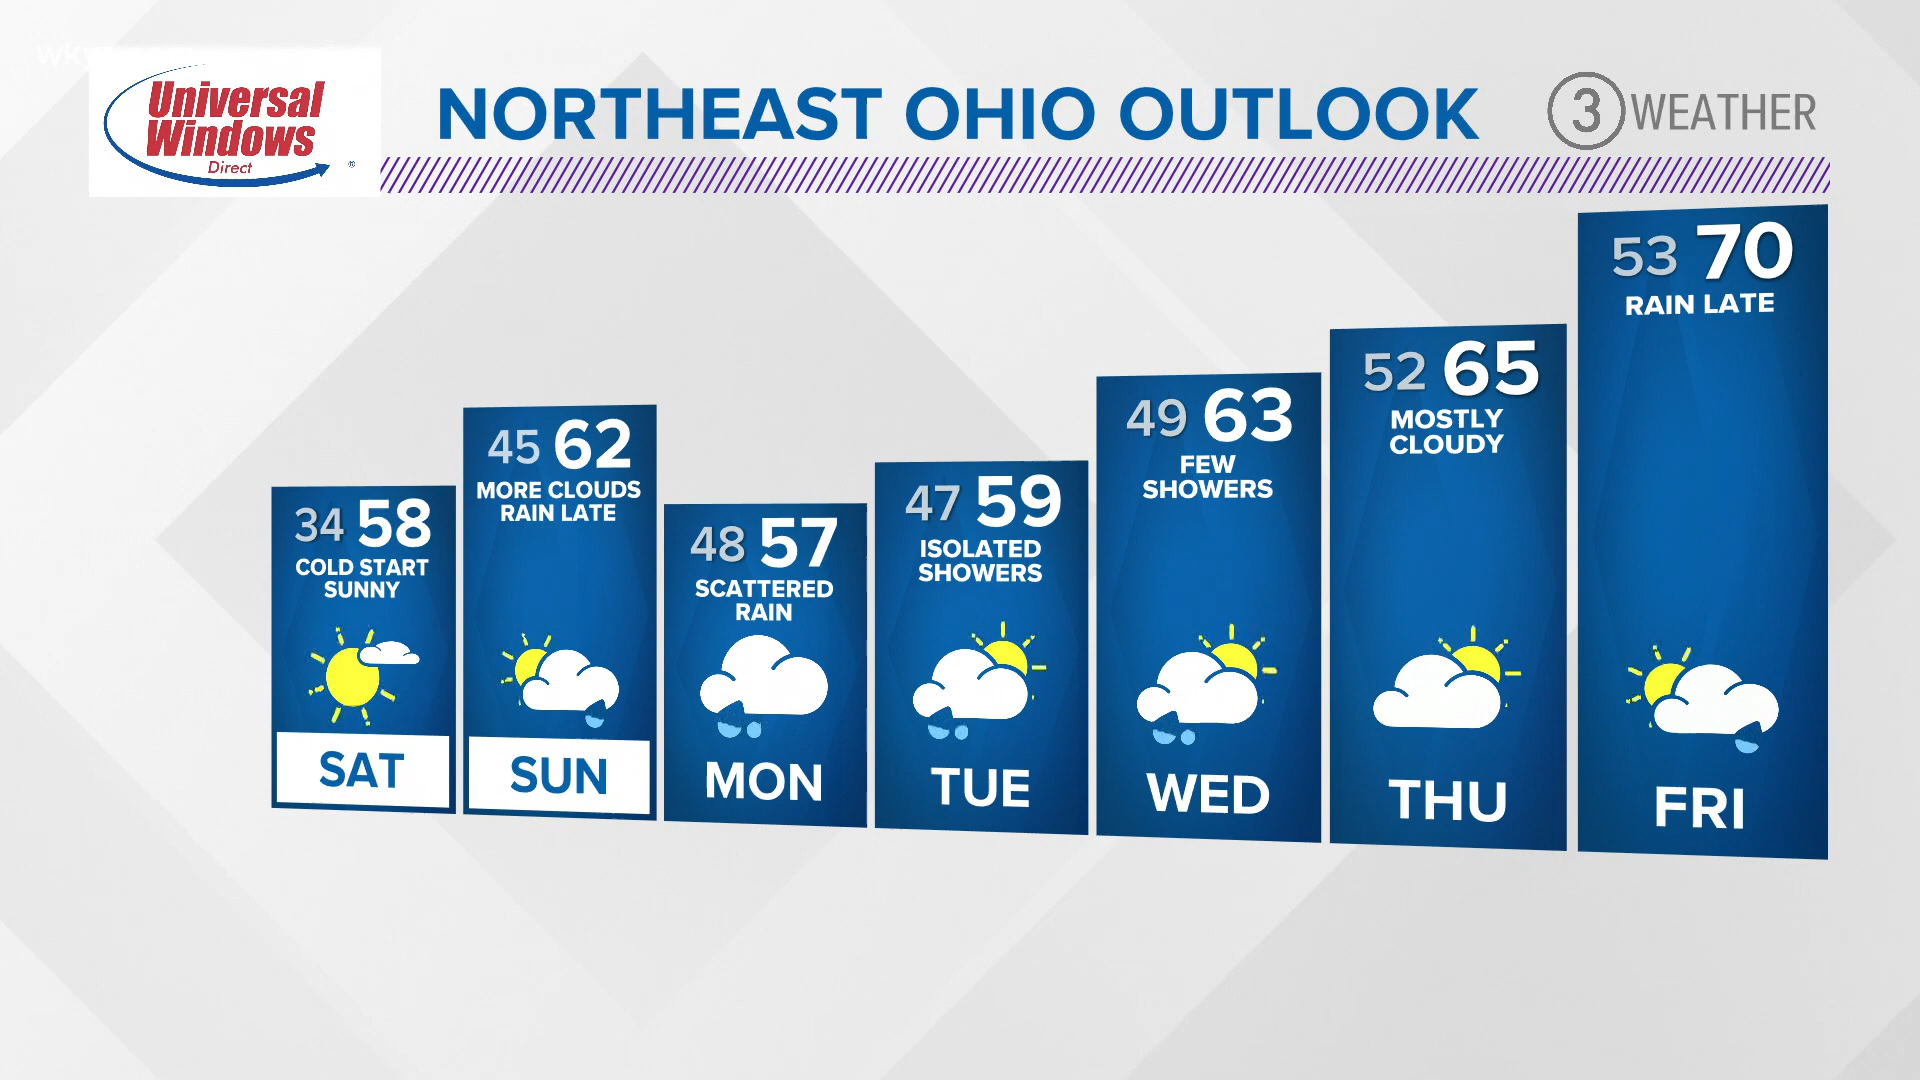 wky
Universal
Windows
Direct
®
NORTHEAST OHIO OUTLOOK
3 WEATHER
34 58
COLD START
SUNNY
SAT
45 62
MORE CLOUDS
RAIN LATE
SUN
48 57
SCATTERED
RAIN
MON
47 59
ISOLATED
SHOWERS
TUE
49 63
FEW
SHOWERS
WED
52 65
MOSTLY
CLOUDY
THU
53 70
RAIN LATE
FRI